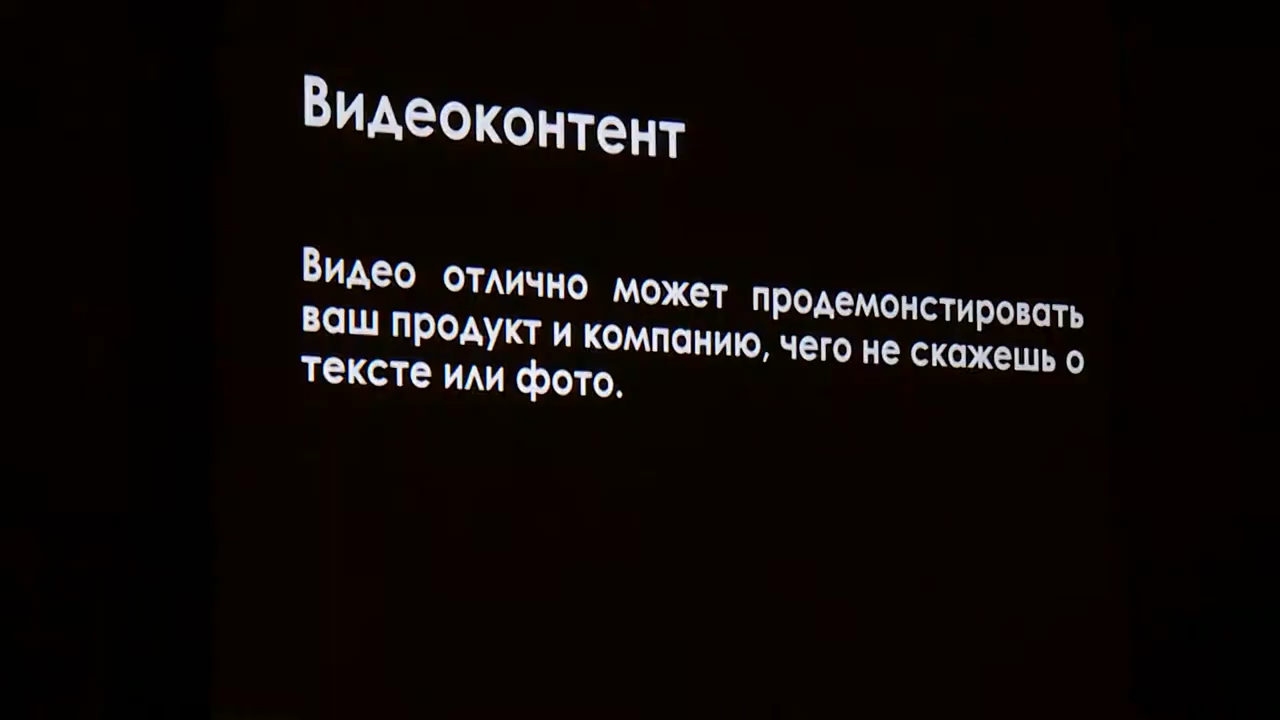 Видеоконтент
Видео отлично может продемонстировать
ваш продукт и компанию, чего не скажешь о
тексте или фото.